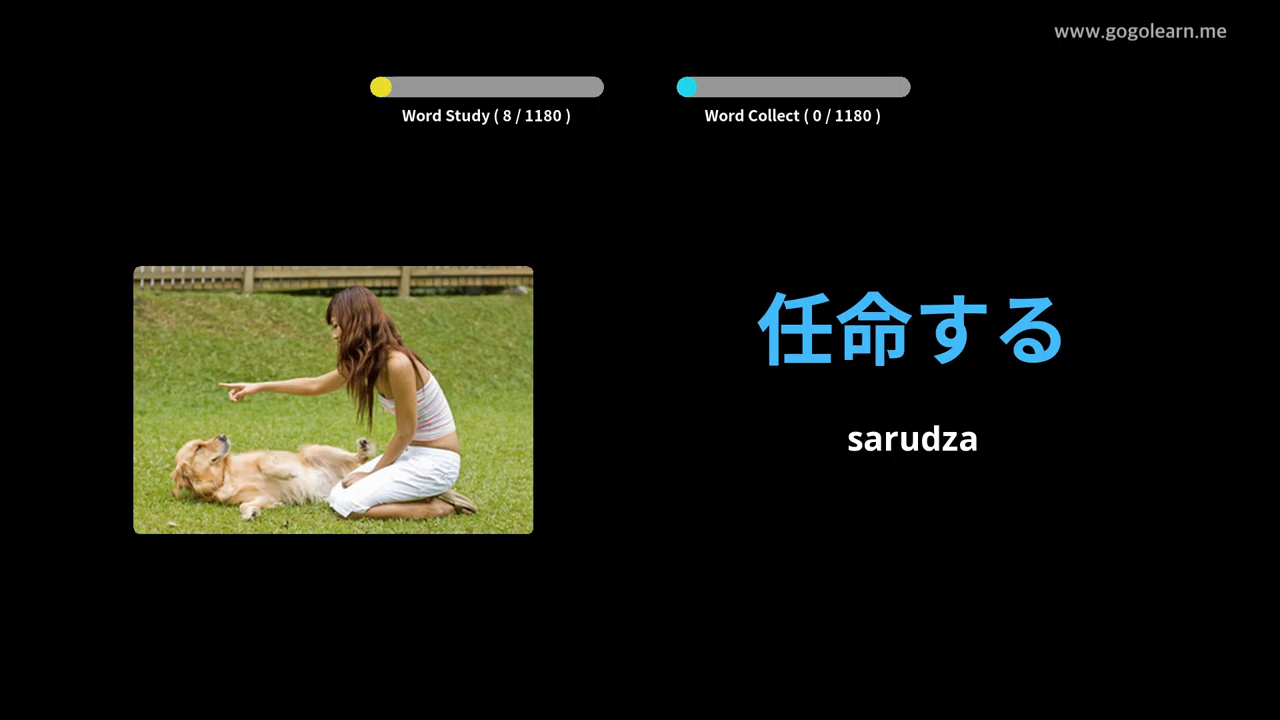 www.gogolearn.me
Word Study ( 8 / 1180 )
Word Collect ( 0 / 1180 )
任命する
sarudza